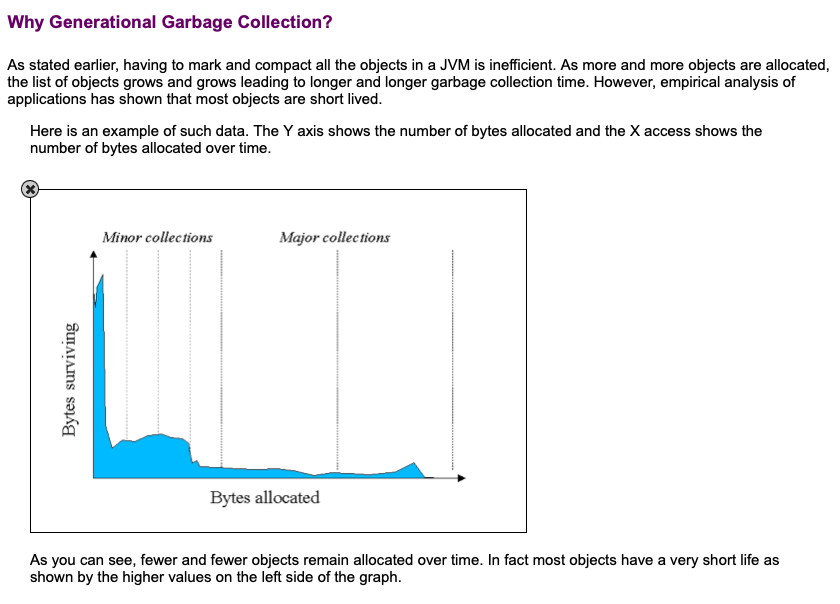 Why Generational Garbage Collection?
As stated earlier, having to mark and compact all the objects in a JVM is inefficient. As more and more objects are allocated,
the list of objects grows and grows leading to longer and longer garbage collection time. However, empirical analysis of
applications has shown that most objects are short lived.
Here is an example of such data. The Y axis shows the number of bytes allocated and the X access shows the
number of bytes allocated over time.
Minor collections Major collections
Bytes surviving
Bytes allocated
As you can see, fewer and fewer objects remain allocated over time. In fact most objects have a very short life as
shown by the higher values on the left side of the graph.